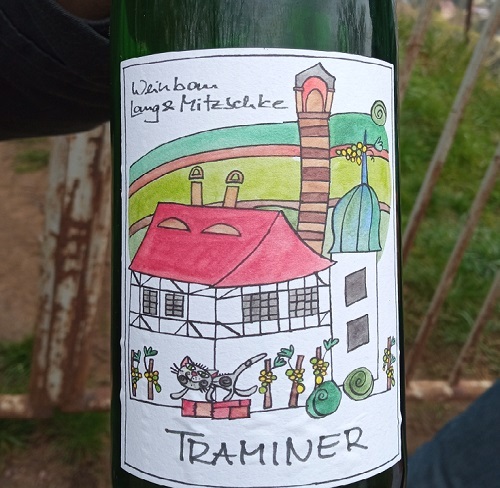 Weinbau
Lang & Mitzschke
TRAMINER